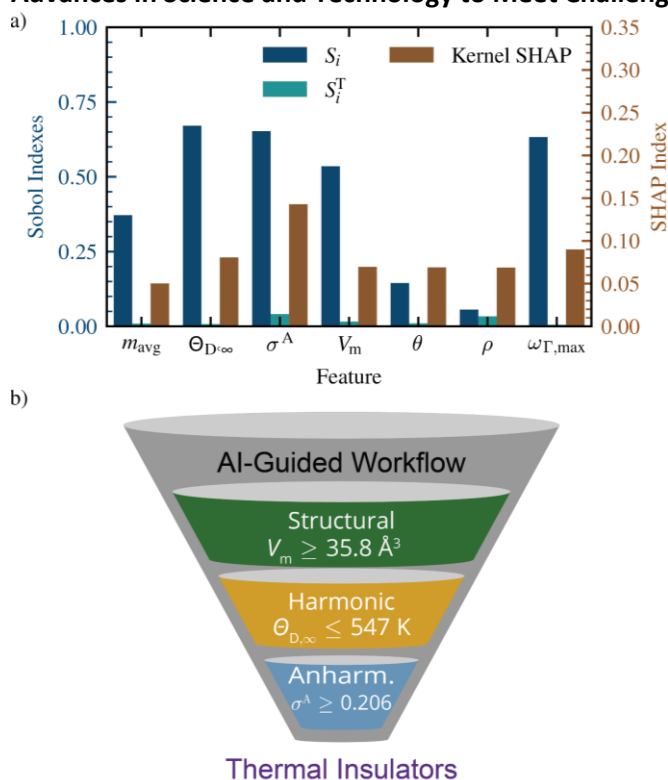 a)
1.00
0.75
0.50
0.25
0.00
Sobol Indexes
S_i
S_i^T
Kernel SHAP
0.35
0.30
0.25
0.20
0.15
0.10
0.05
0.00
SHAP Index
m_avg Θ_D,∞ σ^A V_m θ ρ ω_Γ,max
Feature
b)
AI-Guided Workflow
Structural
V_m ≥ 35.8 Å³
Harmonic
Θ_D,∞ ≤ 547 K
Anharm.
σ^A ≥ 0.206
Thermal Insulators